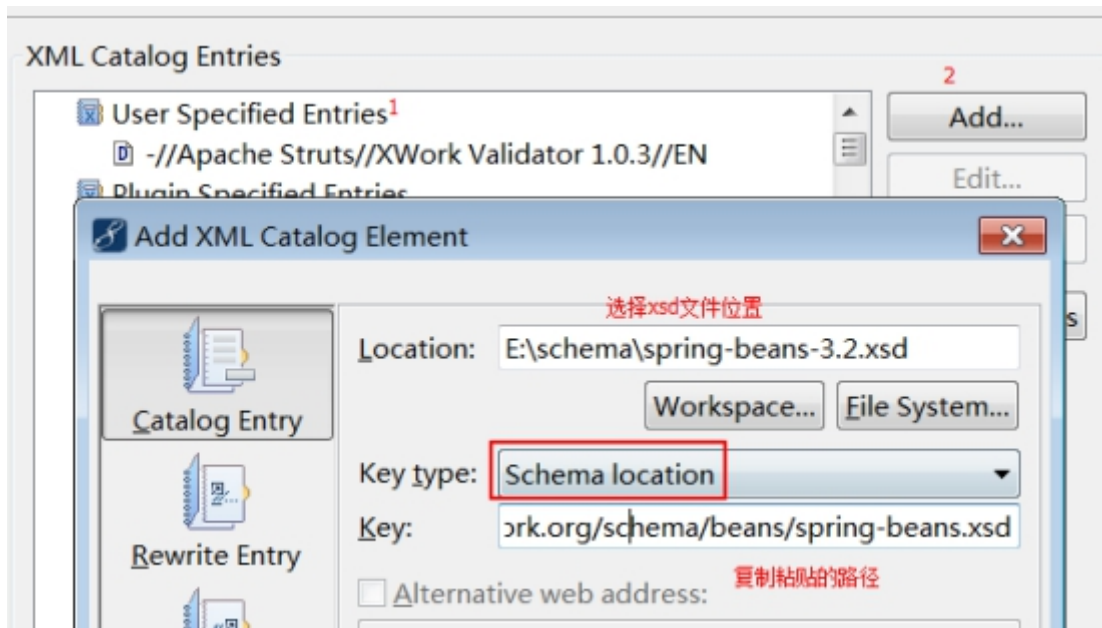 XML Catalog Entries
2
User Specified Entries1
Add...
-//Apache Struts//XWork Validator 1.0.3//EN
Edit...
Plugin Specified Entries
Add XML Catalog Element
选择xsd文件位置
s
Location: E:\schema\spring-beans-3.2.xsd
Workspace... File System...
Catalog Entry
Key type: Schema location
Key: ork.org/schema/beans/spring-beans.xsd
Rewrite Entry
复制粘贴的路径
Alternative web address: